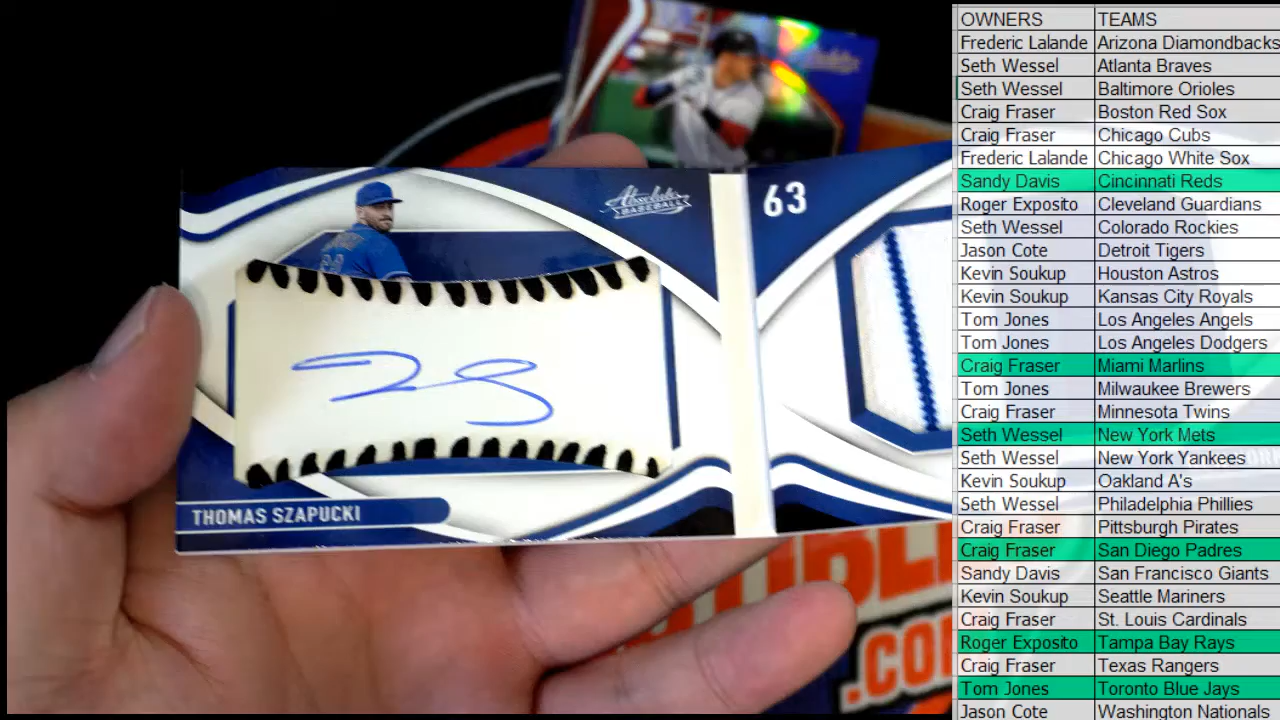 OWNERS TEAMS
Frederic Lalande Arizona Diamondbacks
Seth Wessel Atlanta Braves
Seth Wessel Baltimore Orioles
Craig Fraser Boston Red Sox
Craig Fraser Chicago Cubs
Frederic Lalande Chicago White Sox
Sandy Davis Cincinnati Reds
Roger Exposito Cleveland Guardians
Seth Wessel Colorado Rockies
Jason Cote Detroit Tigers
Kevin Soukup Houston Astros
Kevin Soukup Kansas City Royals
Tom Jones Los Angeles Angels
Tom Jones Los Angeles Dodgers
Craig Fraser Miami Marlins
Tom Jones Milwaukee Brewers
Craig Fraser Minnesota Twins
Seth Wessel New York Mets
Seth Wessel New York Yankees
Kevin Soukup Oakland A's
Seth Wessel Philadelphia Phillies
Craig Fraser Pittsburgh Pirates
Craig Fraser San Diego Padres
Sandy Davis San Francisco Giants
Kevin Soukup Seattle Mariners
Craig Fraser St. Louis Cardinals
Roger Exposito Tampa Bay Rays
Craig Fraser Texas Rangers
Tom Jones Toronto Blue Jays
Jason Cote Washington Nationals
Absolute
BASEBALL
63
THOMAS SZAPUCKI